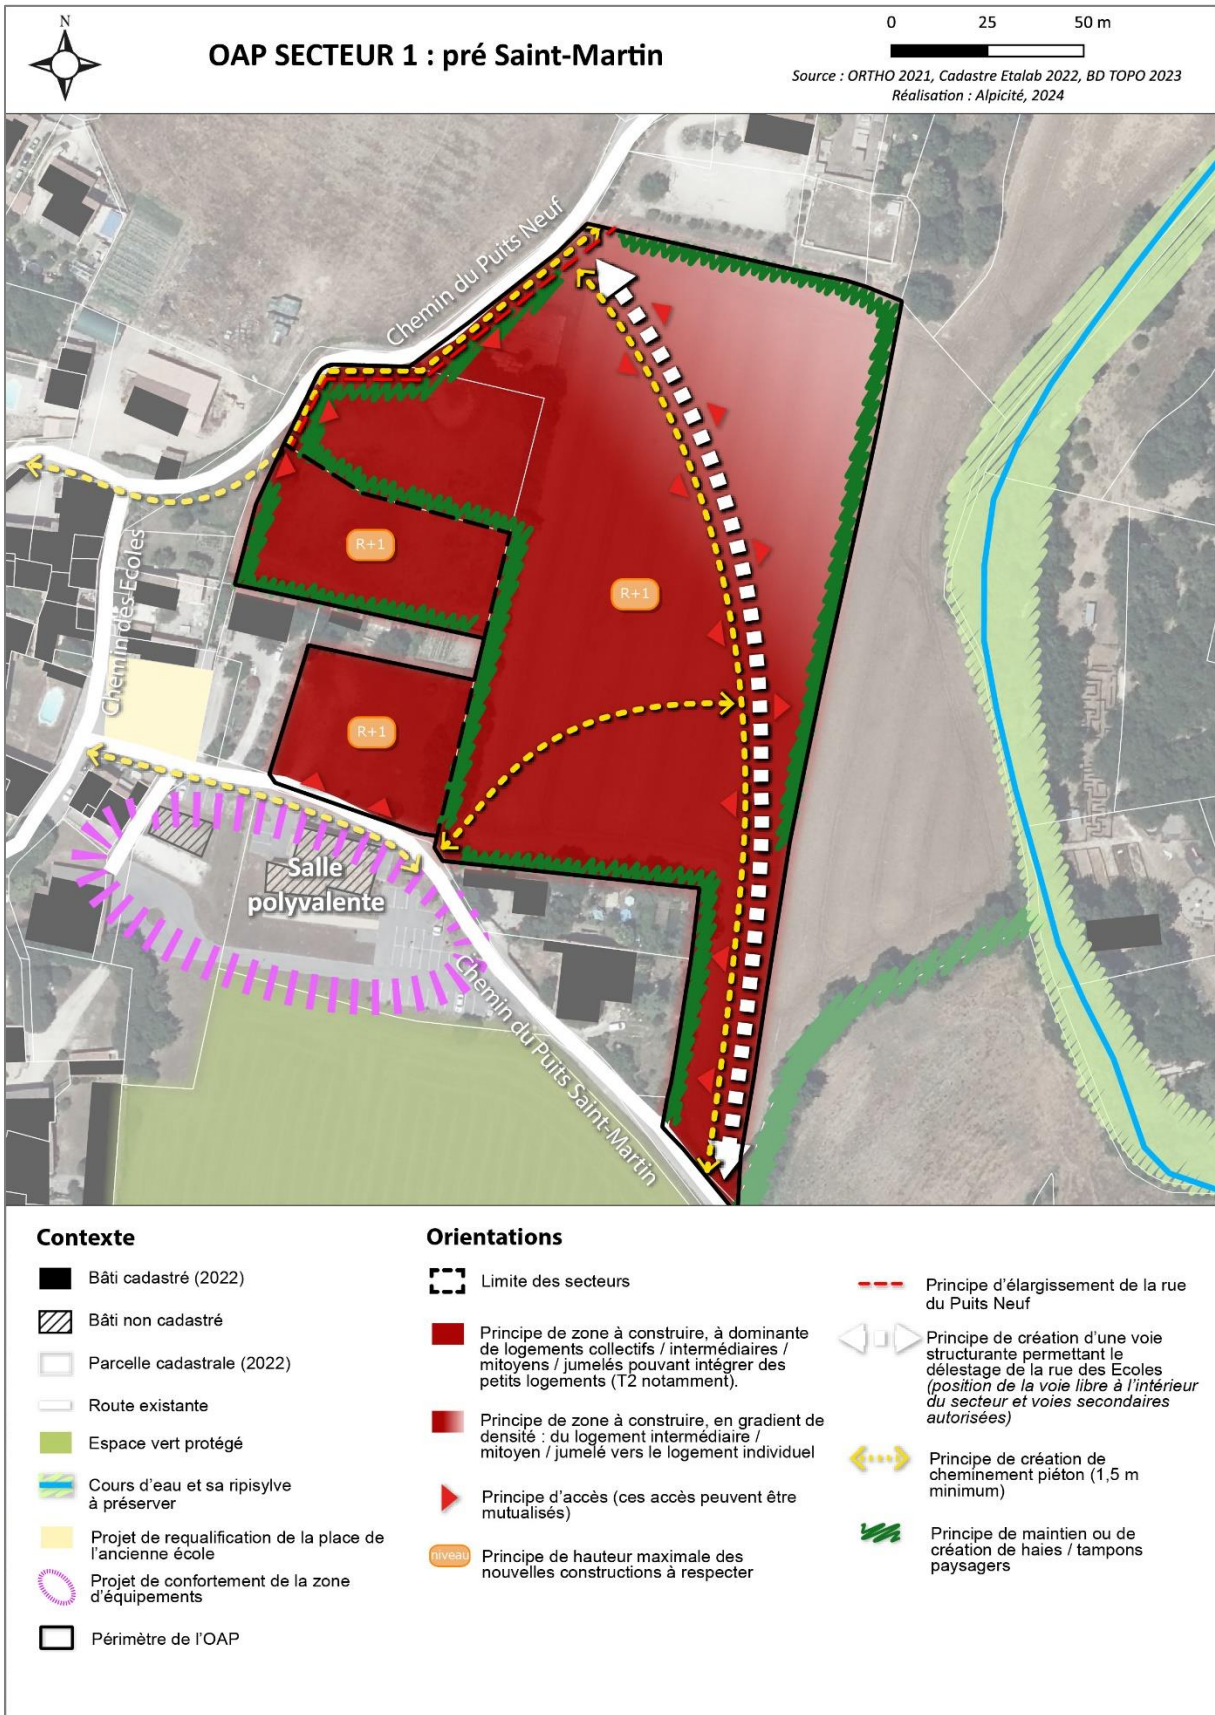 N
OAP SECTEUR 1 : pré Saint-Martin
0 25 50 m
Source : ORTHO 2021, Cadastre Etalab 2022, BD TOPO 2023
Réalisation : Alpicité, 2024
Chemin du Puits Neuf
R+1
R+1
Chemin des Ecoles
R+1
Salle
polyvalente
Chemin du Puits Saint-Martin
Contexte
Bâti cadastré (2022)
Bâti non cadastré
Parcelle cadastrale (2022)
Route existante
Espace vert protégé
Cours d'eau et sa ripisylve
à préserver
Projet de requalification de la place de
l'ancienne école
Projet de confortement de la zone
d'équipements
Périmètre de l'OAP
Orientations
Limite des secteurs
Principe de zone à construire, à dominante
de logements collectifs / intermédiaires /
mitoyens / jumelés pouvant intégrer des
petits logements (T2 notamment).
Principe de zone à construire, en gradient de
densité : du logement intermédiaire /
mitoyen / jumelé vers le logement individuel
Principe d'accès (ces accès peuvent être
mutualisés)
niveau
Principe de hauteur maximale des
nouvelles constructions à respecter
Principe d'élargissement de la rue
du Puits Neuf
Principe de création d'une voie
structurante permettant le
délestage de la rue des Ecoles
(position de la voie libre à l'intérieur
du secteur et voies secondaires
autorisées)
Principe de création de
cheminement piéton (1,5 m
minimum)
Principe de maintien ou de
création de haies / tampons
paysagers